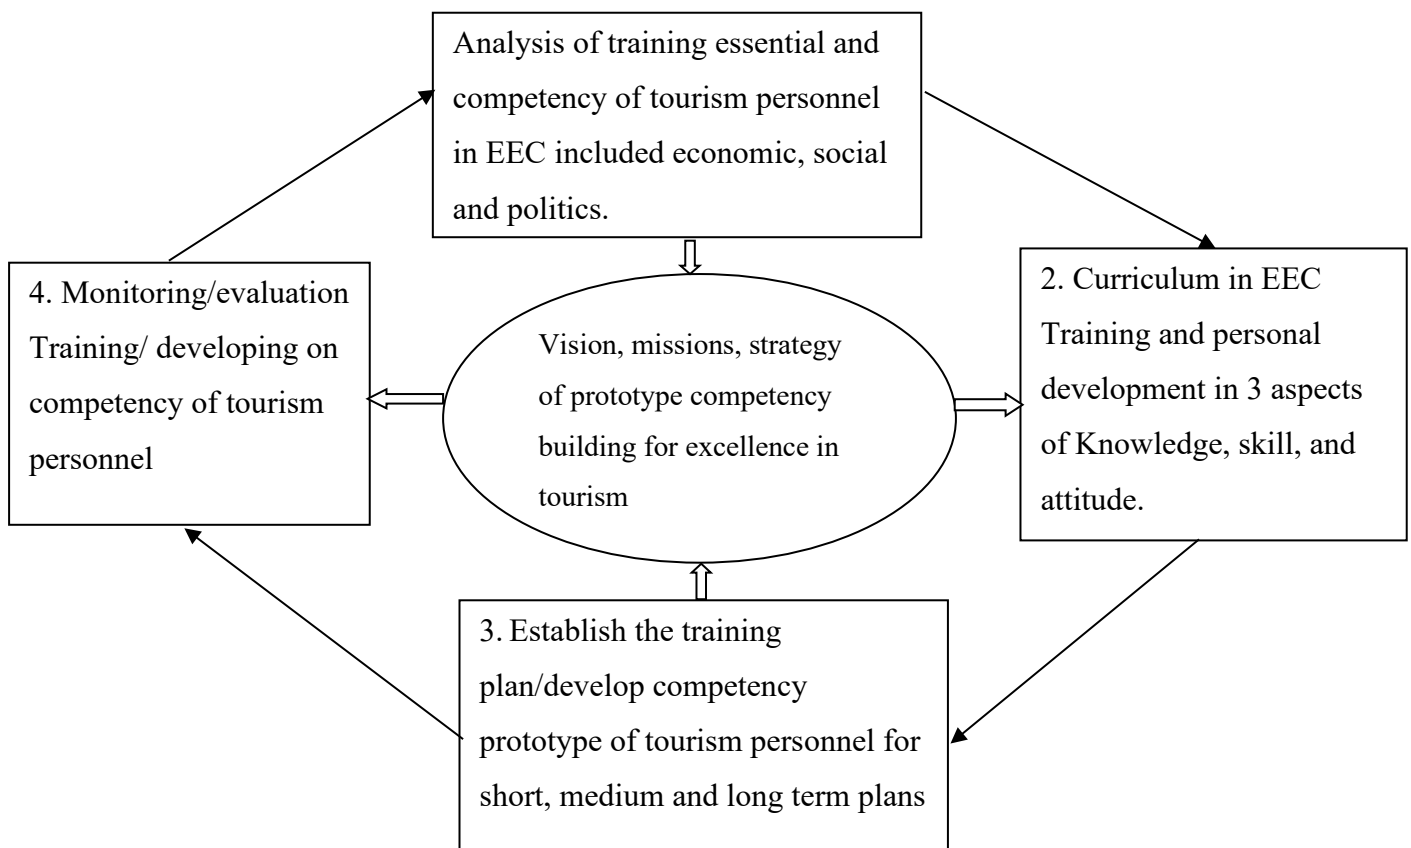 Analysis of training essential and
competency of tourism personnel
in EEC included economic, social
and politics.
4. Monitoring/evaluation
Training/ developing on
competency of tourism
personnel
Vision, missions, strategy
of prototype competency
building for excellence in
tourism
2. Curriculum in EEC
Training and personal
development in 3 aspects
of Knowledge, skill, and
attitude.
3. Establish the training
plan/develop competency
prototype of tourism personnel for
short, medium and long term plans